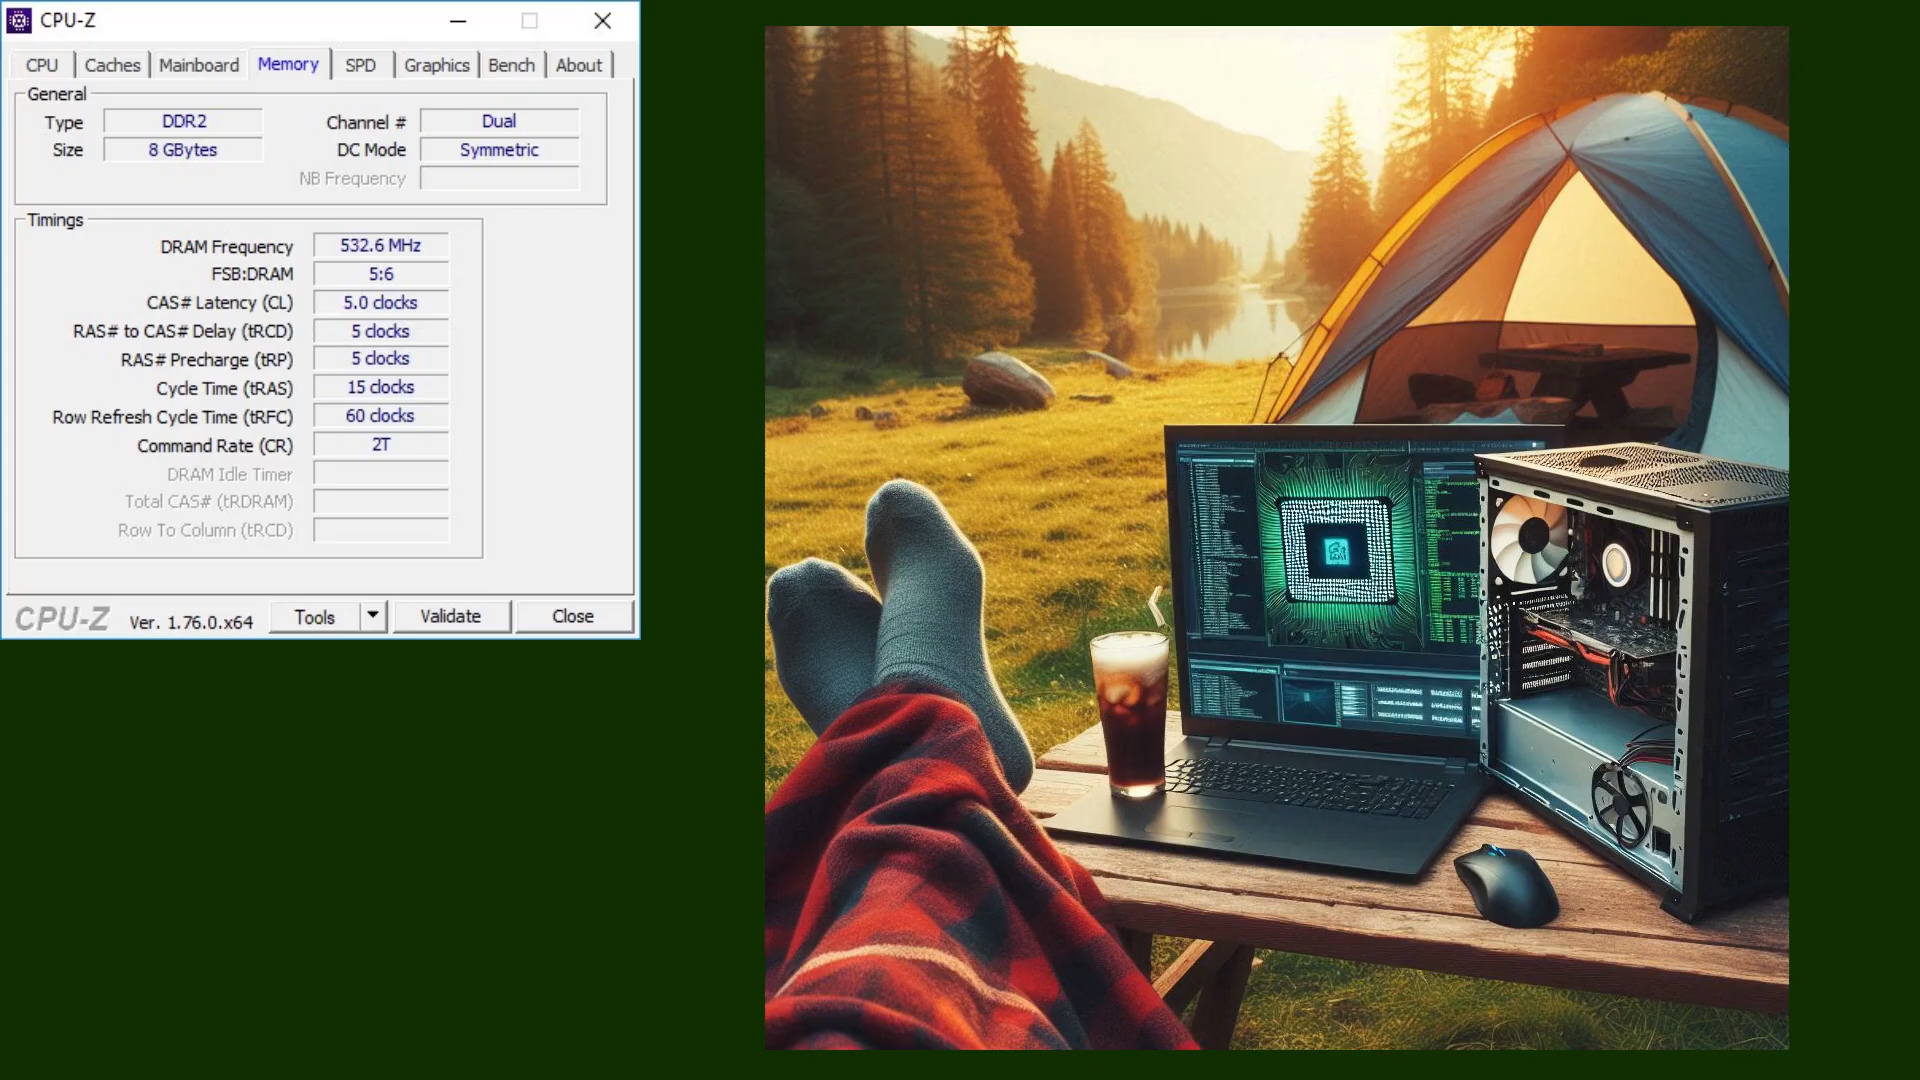 CPU-Z
CPU Caches Mainboard Memory SPD Graphics Bench About
General
Type DDR2 Channel # Dual
Size 8 GBytes DC Mode Symmetric
NB Frequency
Timings
DRAM Frequency 532.6 MHz
FSB:DRAM 5:6
CAS# Latency (CL) 5.0 clocks
RAS# to CAS# Delay (tRCD) 5 clocks
RAS# Precharge (tRP) 5 clocks
Cycle Time (tRAS) 15 clocks
Row Refresh Cycle Time (tRFC) 60 clocks
Command Rate (CR) 2T
DRAM Idle Timer
Total CAS# (tRDRAM)
Row To Column (tRCD)
CPU-Z Ver. 1.76.0.x64 Tools Validate Close